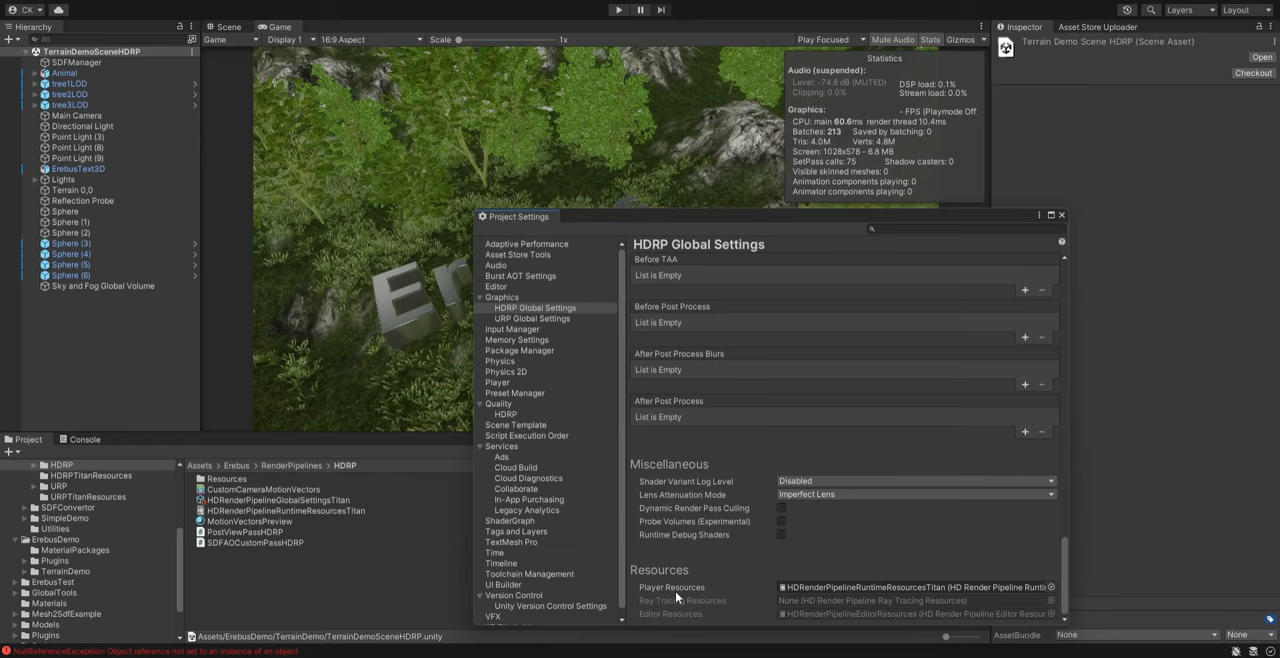 CK
Layers
Layout
Hierarchy
All
TerrainDemoSceneHDRP
SDFManager
Animal
tree1LOD
tree2LOD
tree3LOD
Main Camera
Directional Light
Point Light (3)
Point Light (8)
Point Light (9)
ErebusText3D
Lights
Terrain 0,0
Reflection Probe
Sphere
Sphere (1)
Sphere (2)
Sphere (3)
Sphere (4)
Sphere (5)
Sphere (6)
Sky and Fog Global Volume
Scene
Game
Game
Display 1
16:9 Aspect
Scale
1x
Play Focused
Mute Audio
Stats
Gizmos
Statistics
Audio (suspended):
Level: -74.8 dB (MUTED)
DSP load: 0.1%
Clipping: 0.0%
Stream load: 0.0%
Graphics:
- FPS (Playmode Off
CPU: main 60.6ms render thread 10.4ms
Batches: 213
Saved by batching: 0
Tris: 4.0M
Verts: 4.8M
Screen: 1028x578 - 6.8 MB
SetPass calls: 75
Shadow casters: 0
Visible skinned meshes: 0
Animation components playing: 0
Animator components playing: 0
Inspector
Asset Store Uploader
Terrain Demo Scene HDRP (Scene Asset)
Open
Checkout
Project Settings
Adaptive Performance
Asset Store Tools
Audio
Burst AOT Settings
Editor
Graphics
HDRP Global Settings
URP Global Settings
Input Manager
Memory Settings
Package Manager
Physics
Physics 2D
Player
Preset Manager
Quality
HDRP
Scene Template
Script Execution Order
Services
Ads
Cloud Build
Cloud Diagnostics
Collaborate
In-App Purchasing
Legacy Analytics
ShaderGraph
Tags and Layers
TextMesh Pro
Time
Timeline
Toolchain Management
UI Builder
Version Control
Unity Version Control Settings
VFX
HDRP Global Settings
Before TAA
List is Empty
Before Post Process
List is Empty
After Post Process Blurs
List is Empty
After Post Process
List is Empty
Miscellaneous
Shader Variant Log Level
Disabled
Lens Attenuation Mode
Imperfect Lens
Dynamic Render Pass Culling
Probe Volumes (Experimental)
Runtime Debug Shaders
Resources
Player Resources
HDRenderPipelineRuntimeResourcesTitan (HD Render Pipeline Runti
Ray Tracing Resources
None (HD Render Pipeline Ray Tracing Resources)
Editor Resources
HDRenderPipelineEditorResources (HD Render Pipeline Editor Resour
Project
Console
HDRP
HDRPTitanResources
URP
URPTitanResources
SDFConvertor
SimpleDemo
Utilities
ErebusDemo
MaterialPackages
Plugins
TerrainDemo
ErebusTest
GlobalTools
Materials
Mesh2SdfExample
Models
Plugins
Assets > Erebus > RenderPipelines > HDRP
Resources
CustomCameraMotionVectors
HDRenderPipelineGlobalSettingsTitan
HDRenderPipelineRuntimeResourcesTitan
MotionVectorsPreview
PostViewPassHDRP
SDFAOCustomPassHDRP
Assets/ErebusDemo/TerrainDemo/TerrainDemoSceneHDRP.unity
AssetBundle
None
None
NullReferenceException: Object reference not set to an instance of an object